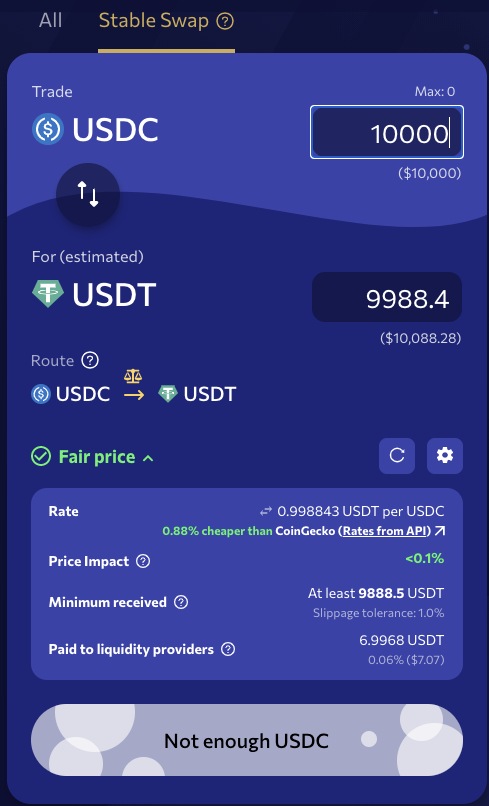 All Stable Swap ?
Trade Max: 0
USDC 10000
($10,000)
For (estimated)
USDT 9988.4
($10,088.28)
Route ?
USDC → USDT
Fair price
Rate 0.998843 USDT per USDC
0.88% cheaper than CoinGecko (Rates from API)
Price Impact ? <0.1%
Minimum received ? At least 9888.5 USDT
Slippage tolerance: 1.0%
Paid to liquidity providers ? 6.9968 USDT
0.06% ($7.07)
Not enough USDC